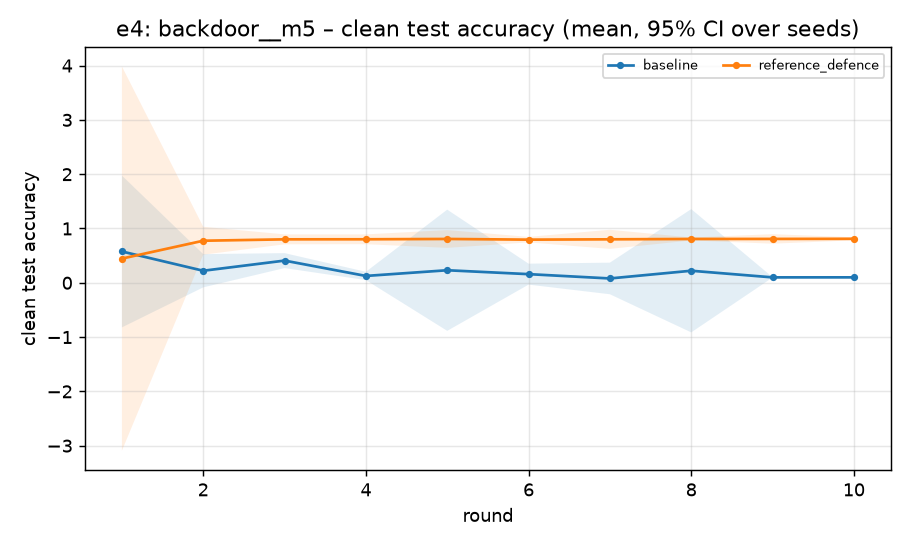 e4: backdoor__m5 – clean test accuracy (mean, 95% CI over seeds)
baseline
reference_defence
clean test accuracy
4
3
2
1
0
−1
−2
−3
2
4
6
8
10
round